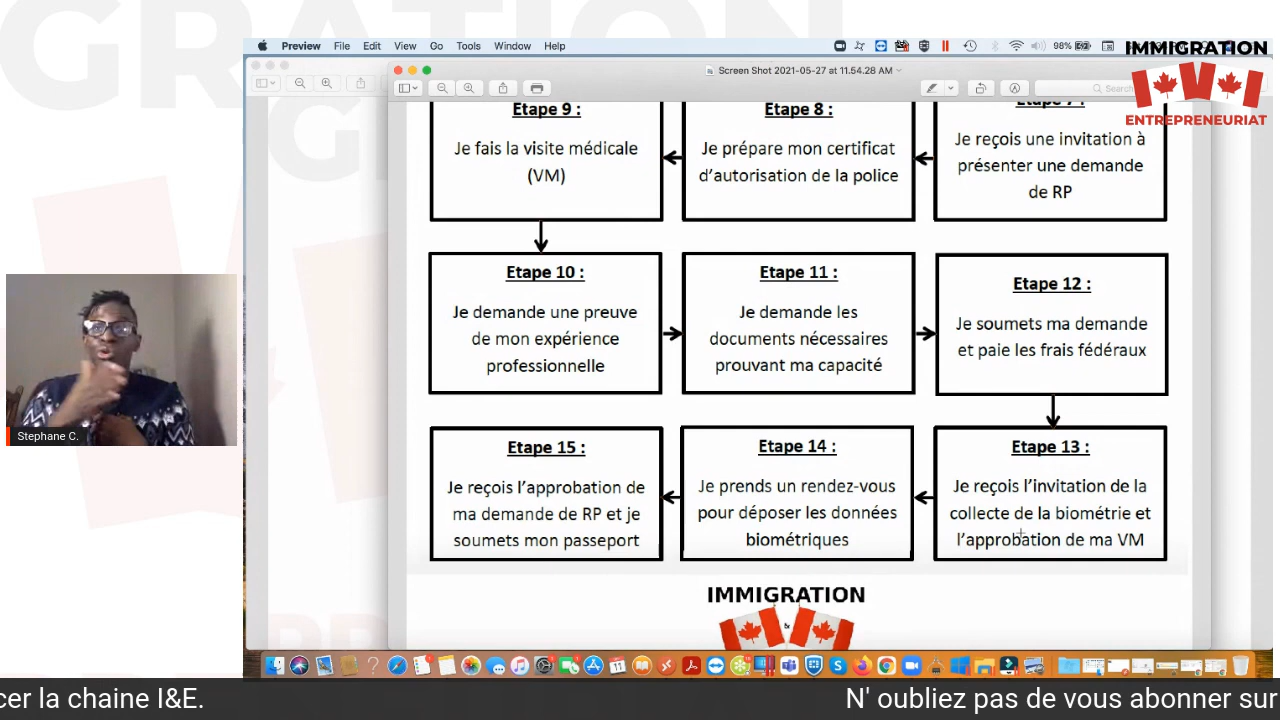 GRATION
Preview File Edit View Go Tools Window Help
98%
IMMIGRATION
ENTREPRENEURIAT
Screen Shot 2021-05-27 at 11.54.28 AM
Search
Etape 9 :
Je fais la visite médicale
(VM)
Etape 8 :
Je prépare mon certificat
d'autorisation de la police
Etape 7 :
Je reçois une invitation à
présenter une demande
de RP
Etape 10 :
Je demande une preuve
de mon expérience
professionnelle
Etape 11 :
Je demande les
documents nécessaires
prouvant ma capacité
Etape 12 :
Je soumets ma demande
et paie les frais fédéraux
Etape 15 :
Je reçois l'approbation de
ma demande de RP et je
soumets mon passeport
Etape 14 :
Je prends un rendez-vous
pour déposer les données
biométriques
Etape 13 :
Je reçois l'invitation de la
collecte de la biométrie et
l'approbation de ma VM
IMMIGRATION
&
Stephane C.
cer la chaine I&E.
N' oubliez pas de vous abonner sur